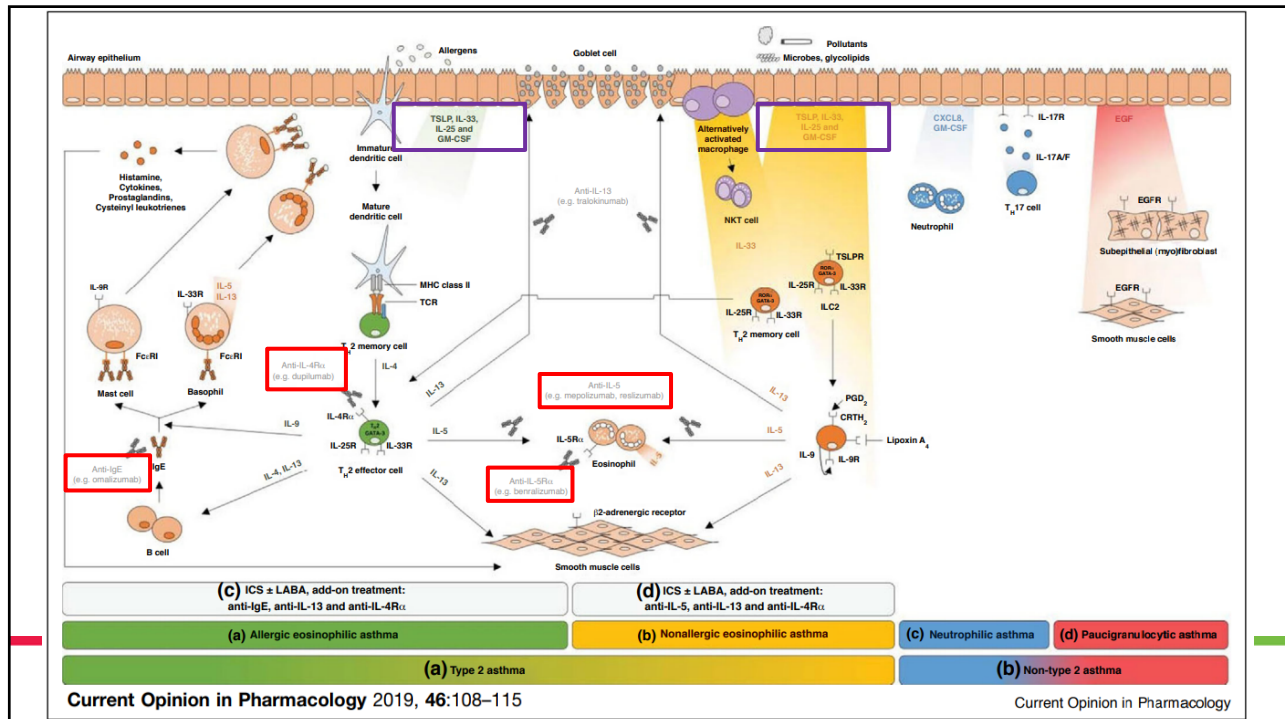 Airway epithelium
Allergens
Goblet cell
Pollutants
Microbes, glycolipids
TSLP, IL-33,
IL-25 and
GM-CSF
Immature
dendritic cell
Histamine,
Cytokines,
Prostaglandins,
Cysteinyl leukotrienes
Mature
dendritic cell
MHC class II
TCR
TH2 memory cell
IL-4
IL-9R
IL-33R
IL-5
IL-13
FcεRI
FcεRI
Mast cell
Basophil
Anti-IL-4Rα
(e.g. dupilumab)
IL-4Rα
TH2
GATA-3
IL-25R
IL-33R
TH2 effector cell
IL-9
IL-4, IL-13
IgE
Anti-IgE
(e.g. omalizumab)
B cell
Anti-IL-13
(e.g. tralokinumab)
IL-13
IL-5
IL-13
Anti-IL-5
(e.g. mepolizumab, reslizumab)
IL-5Rα
Eosinophil
IL-5
Anti-IL-5Rα
(e.g. benralizumab)
β2-adrenergic receptor
Smooth muscle cells
Alternatively
activated
macrophage
NKT cell
IL-33
TSLP, IL-33,
IL-25 and
GM-CSF
TSLPR
RORα
GATA-3
IL-25R
IL-33R
ILC2
RORα
GATA-3
IL-25R
IL-33R
TH2 memory cell
IL-13
IL-5
IL-13
PGD2
CRTH2
Lipoxin A4
IL-9
IL-9R
CXCL8,
GM-CSF
Neutrophil
IL-17R
IL-17A/F
TH17 cell
EGF
EGFR
Subepithelial (myo)fibroblast
EGFR
Smooth muscle cells
(c) ICS ± LABA, add-on treatment:
anti-IgE, anti-IL-13 and anti-IL-4Rα
(d) ICS ± LABA, add-on treatment:
anti-IL-5, anti-IL-13 and anti-IL-4Rα
(a) Allergic eosinophilic asthma
(b) Nonallergic eosinophilic asthma
(c) Neutrophilic asthma
(d) Paucigranulocytic asthma
(a) Type 2 asthma
(b) Non-type 2 asthma
Current Opinion in Pharmacology 2019, 46:108–115
Current Opinion in Pharmacology